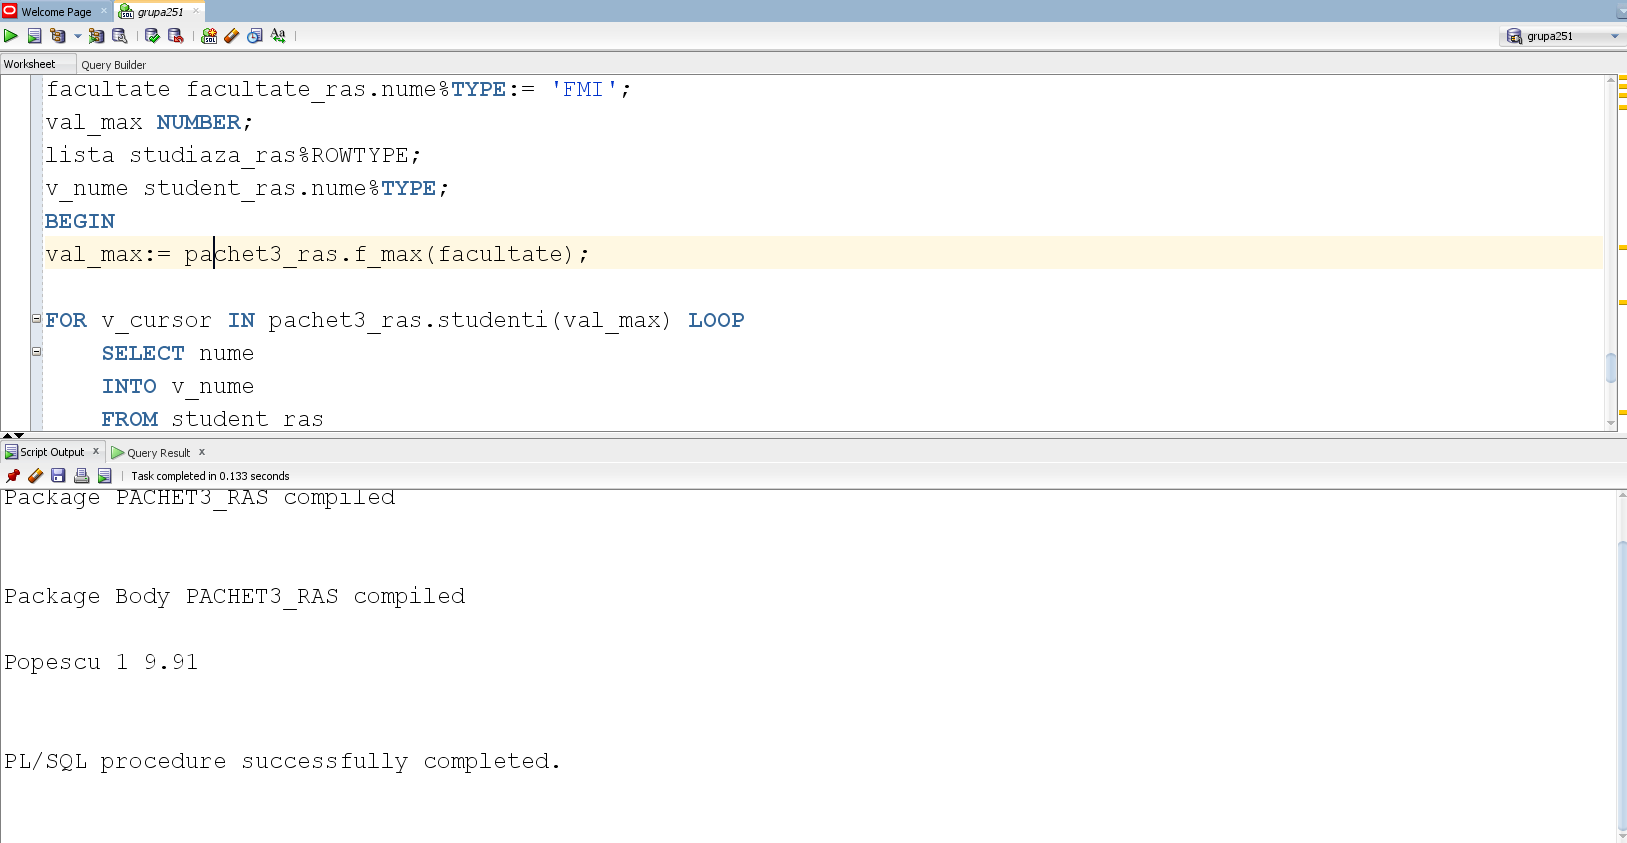 Welcome Page
grupa251
grupa251
Worksheet
Query Builder
facultate facultate_ras.nume%TYPE:= 'FMI';
val_max NUMBER;
lista studiaza_ras%ROWTYPE;
v_nume student_ras.nume%TYPE;
BEGIN
val_max:= pachet3_ras.f_max(facultate);
FOR v_cursor IN pachet3_ras.studenti(val_max) LOOP
SELECT nume
INTO v_nume
FROM student_ras
Script Output
Query Result
Task completed in 0.133 seconds
Package PACHET3_RAS compiled
Package Body PACHET3_RAS compiled
Popescu 1 9.91
PL/SQL procedure successfully completed.